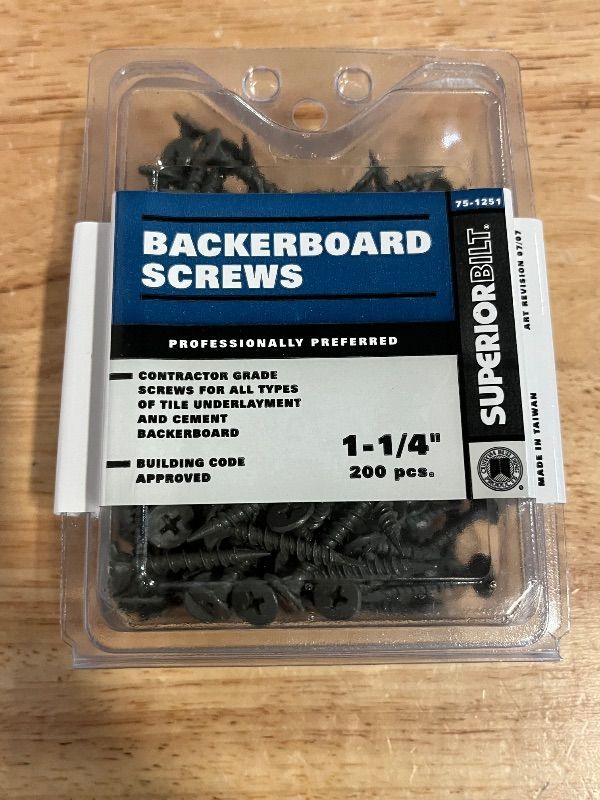 75-1251
BACKERBOARD
SCREWS
PROFESSIONALLY PREFERRED
CONTRACTOR GRADE
SCREWS FOR ALL TYPES
OF TILE UNDERLAYMENT
AND CEMENT
BACKERBOARD
BUILDING CODE
APPROVED
1-1/4"
200 pcs.
SUPERIORBILT®
ART REVISION 07/07
MADE IN TAIWAN